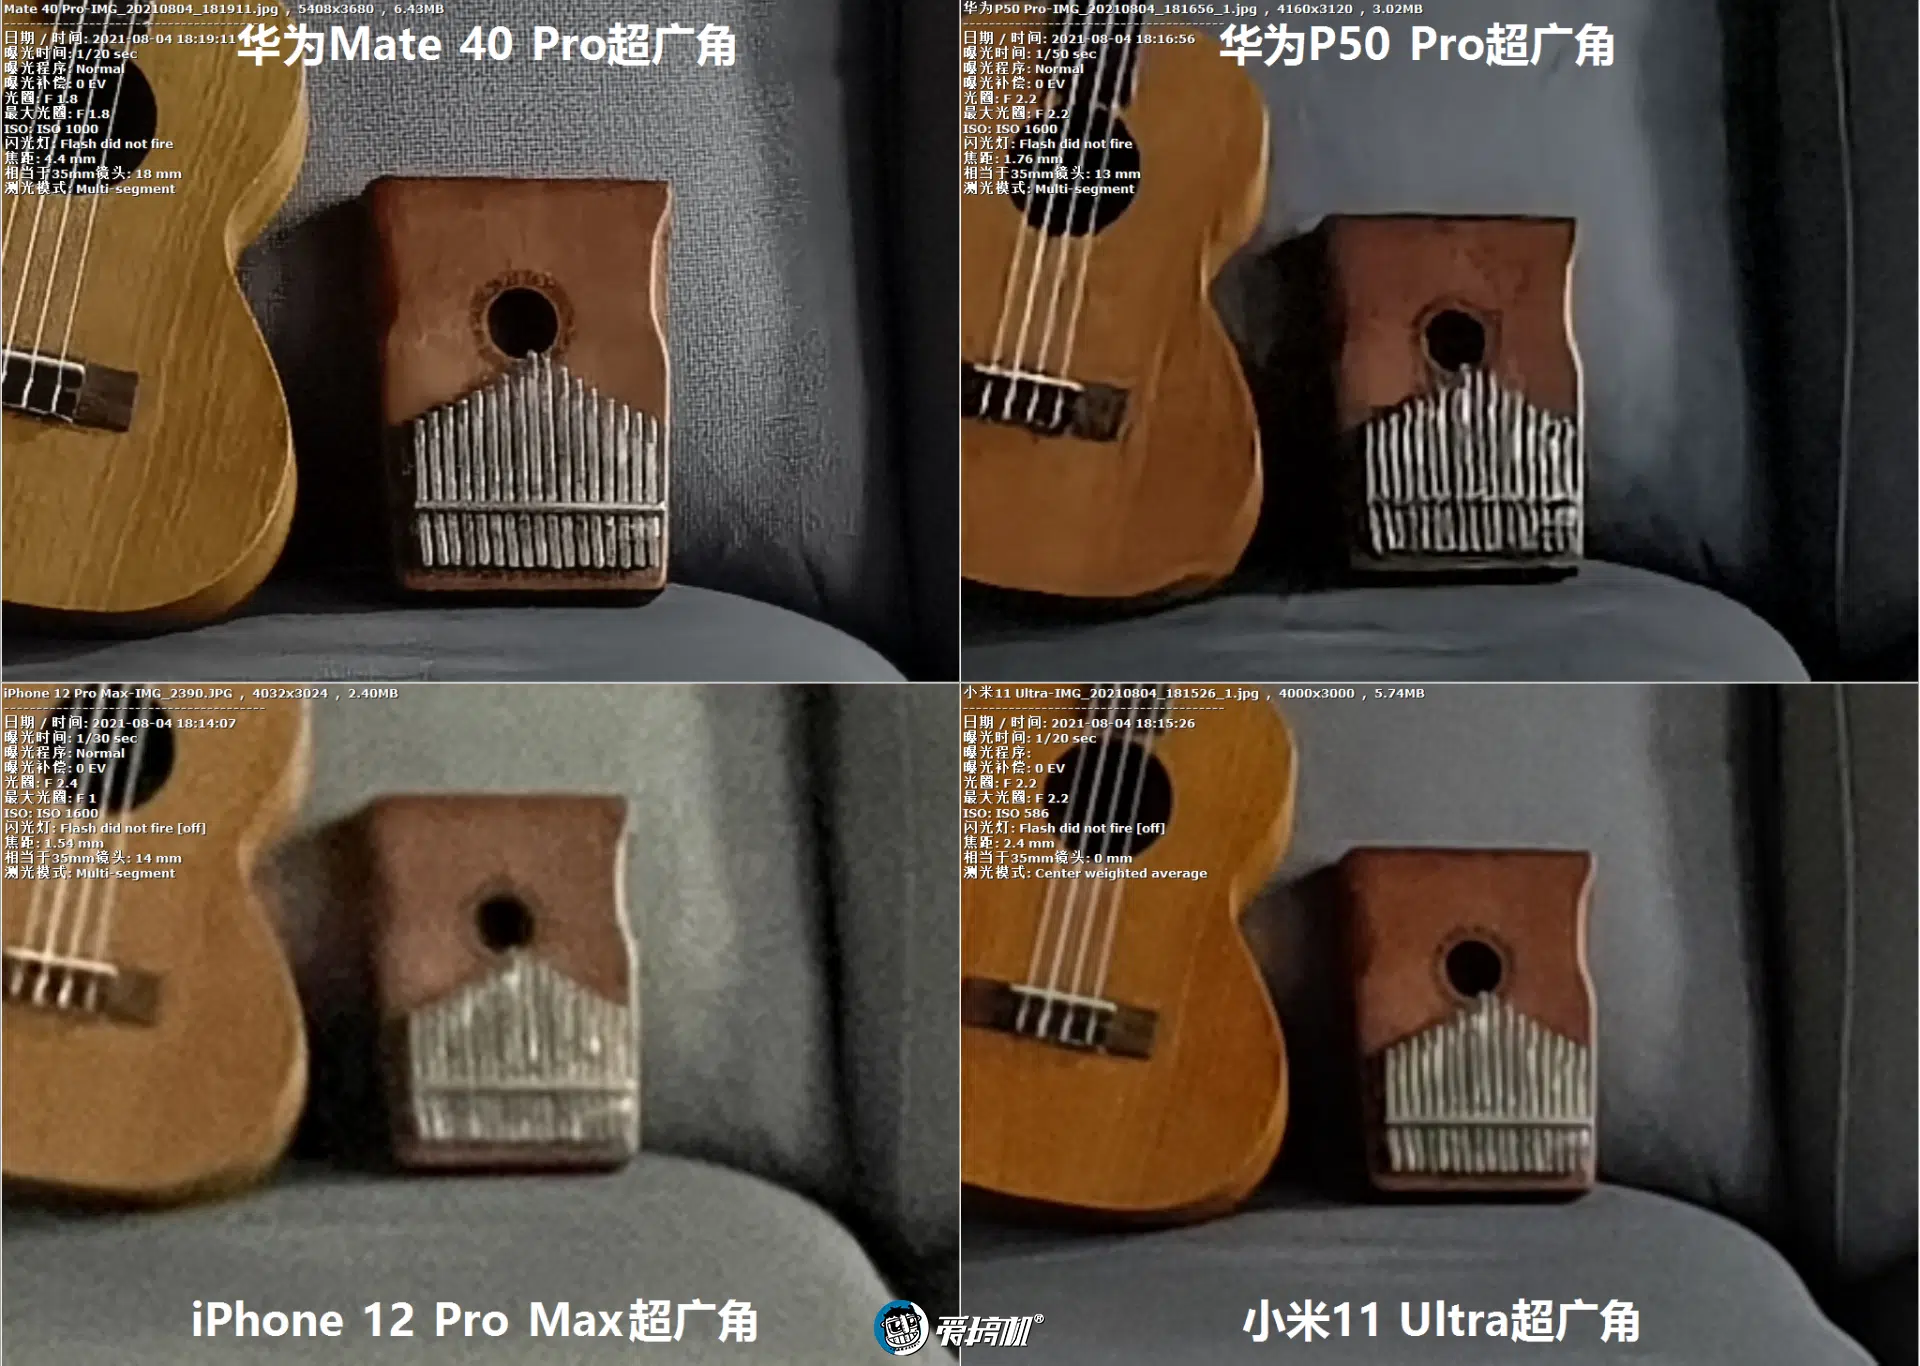 Mate 40 Pro-IMG_20210804_181911.jpg , 5408x3680 , 6.43MB
日期 / 时间: 2021-08-04 18:19:11
华为Mate 40 Pro超广角
曝光时间: 1/20 sec
曝光程序: Normal
曝光补偿: 0 EV
光圈: F 1.8
最大光圈: F 1.8
ISO: ISO 1000
闪光灯: Flash did not fire
焦距: 4.4 mm
相当于35mm镜头: 18 mm
测光模式: Multi-segment
华为P50 Pro-IMG_20210804_181656_1.jpg , 4160x3120 , 3.02MB
日期 / 时间: 2021-08-04 18:16:56
华为P50 Pro超广角
曝光时间: 1/50 sec
曝光程序: Normal
曝光补偿: 0 EV
光圈: F 2.2
最大光圈: F 2.2
ISO: ISO 1600
闪光灯: Flash did not fire
焦距: 1.76 mm
相当于35mm镜头: 13 mm
测光模式: Multi-segment
iPhone 12 Pro Max-IMG_2390.JPG , 4032x3024 , 2.40MB
日期 / 时间: 2021-08-04 18:14:07
曝光时间: 1/30 sec
曝光程序: Normal
曝光补偿: 0 EV
光圈: F 2.4
最大光圈: F 1
ISO: ISO 1600
闪光灯: Flash did not fire [off]
焦距: 1.54 mm
相当于35mm镜头: 14 mm
测光模式: Multi-segment
iPhone 12 Pro Max超广角
小米11 Ultra-IMG_20210804_181526_1.jpg , 4000x3000 , 5.74MB
日期 / 时间: 2021-08-04 18:15:26
曝光时间: 1/20 sec
曝光程序:
曝光补偿: 0 EV
光圈: F 2.2
最大光圈: F 2.2
ISO: ISO 586
闪光灯: Flash did not fire [off]
焦距: 2.4 mm
相当于35mm镜头: 0 mm
测光模式: Center weighted average
小米11 Ultra超广角
爱搞机®